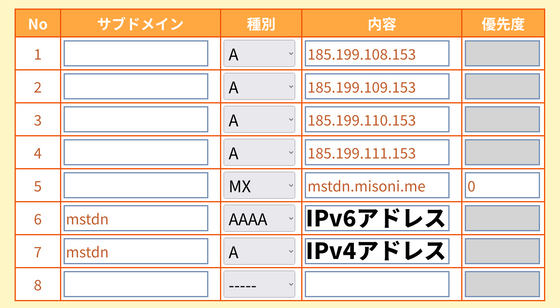 No サブドメイン 種別 内容 優先度
1 A 185.199.108.153
2 A 185.199.109.153
3 A 185.199.110.153
4 A 185.199.111.153
5 MX mstdn.misoni.me 0
6 mstdn AAAA IPv6アドレス
7 mstdn A IPv4アドレス
8 -----